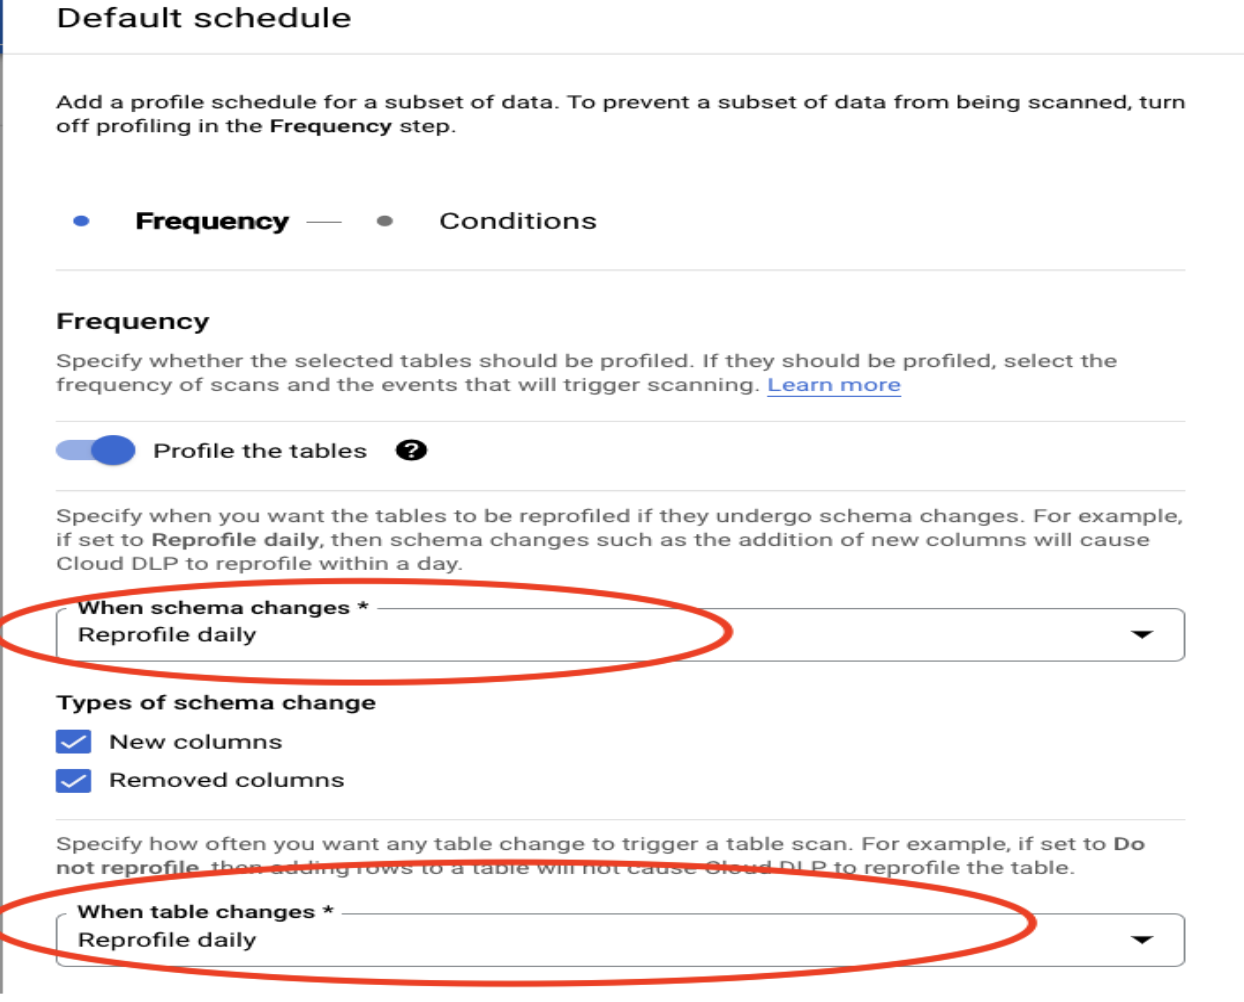 Default schedule
Add a profile schedule for a subset of data. To prevent a subset of data from being scanned, turn
off profiling in the Frequency step.
Frequency — Conditions
Frequency
Specify whether the selected tables should be profiled. If they should be profiled, select the
frequency of scans and the events that will trigger scanning. Learn more
Profile the tables ?
Specify when you want the tables to be reprofiled if they undergo schema changes. For example,
if set to Reprofile daily, then schema changes such as the addition of new columns will cause
Cloud DLP to reprofile within a day.
When schema changes *
Reprofile daily
Types of schema change
New columns
Removed columns
Specify how often you want any table change to trigger a table scan. For example, if set to Do
not reprofile, then adding rows to a table will not cause Cloud DLP to reprofile the table.
When table changes *
Reprofile daily